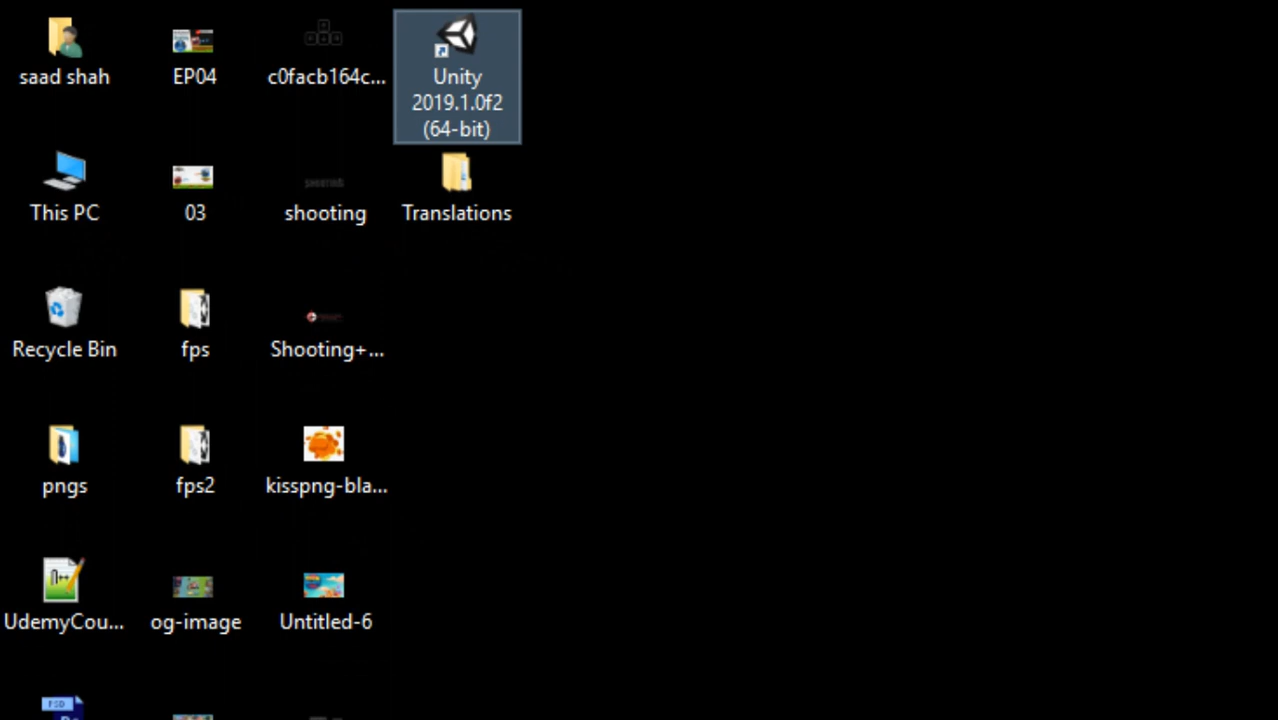 saad shah
EP04
c0facb164c...
Unity
2019.1.0f2
(64-bit)
This PC
03
shooting
Translations
Recycle Bin
fps
Shooting+...
pngs
fps2
kisspng-bla...
UdemyCou...
og-image
Untitled-6
PSD